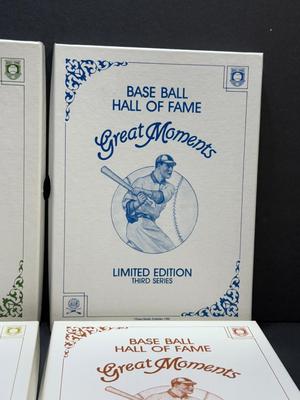 BASE BALL
HALL OF FAME
Great Moments
LIMITED EDITION
THIRD SERIES
BASE BALL
HALL OF FAME
Great Moments